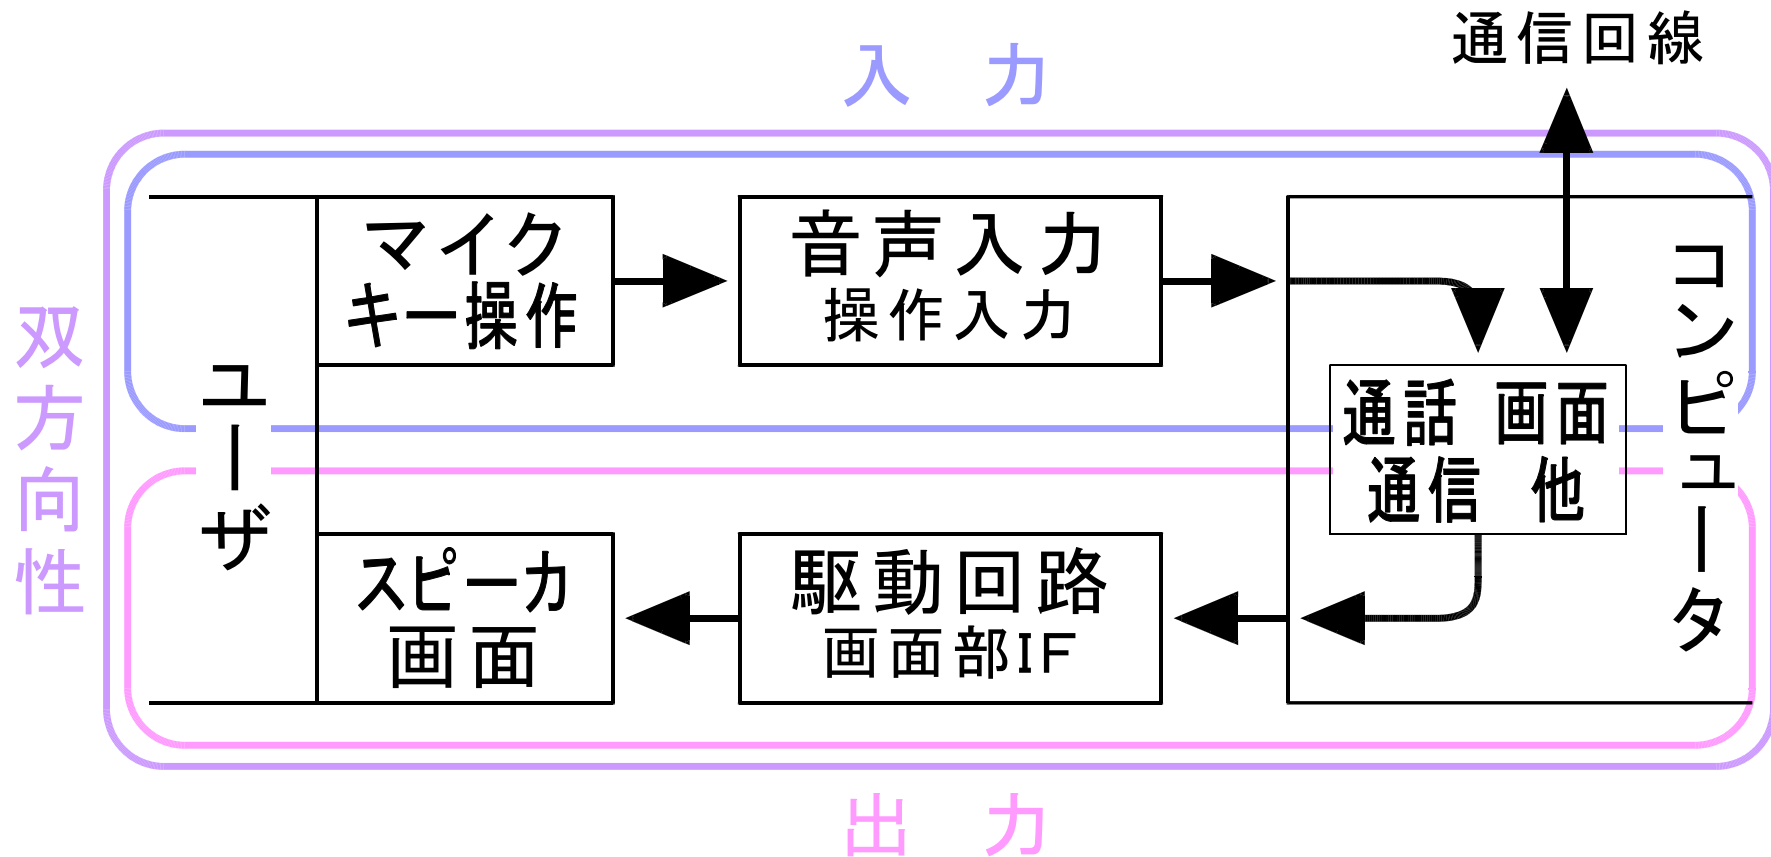 通信回線
入 力
マイク
キー操作
音声入力
操作入力
コンピュータ
双方向性
ユーザ
通話 画面
通信 他
スピーカ
画面
駆動回路
画面部IF
出 力